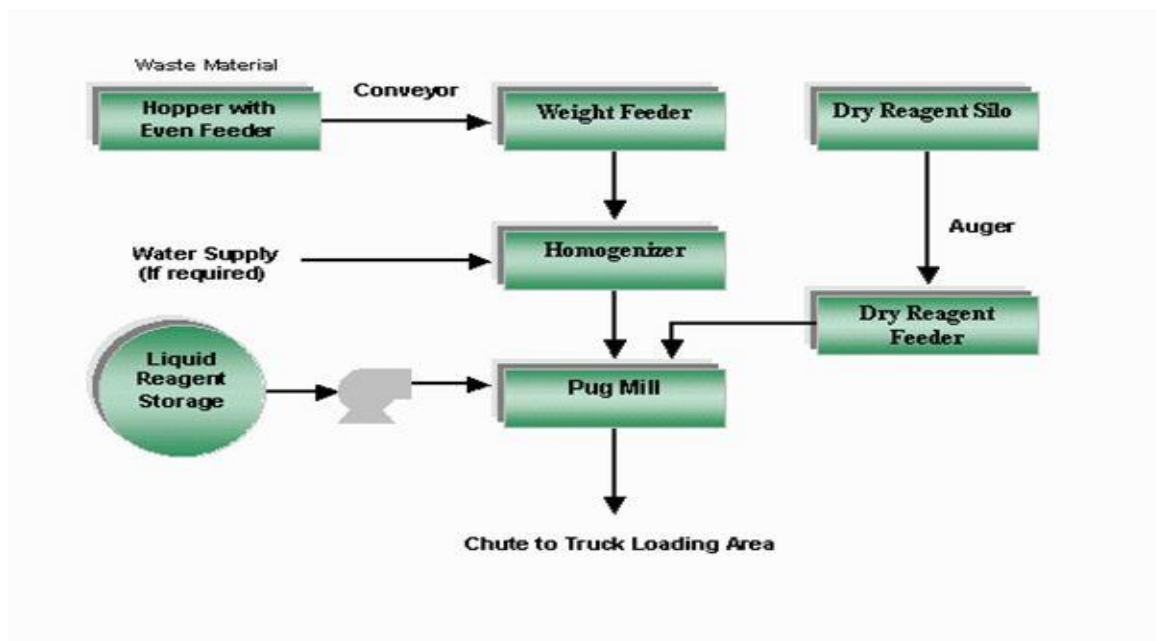 Waste Material
Hopper with
Even Feeder
Conveyor
Weight Feeder
Dry Reagent Silo
Auger
Water Supply
(If required)
Homogenizer
Dry Reagent
Feeder
Liquid
Reagent
Storage
Pug Mill
Chute to Truck Loading Area